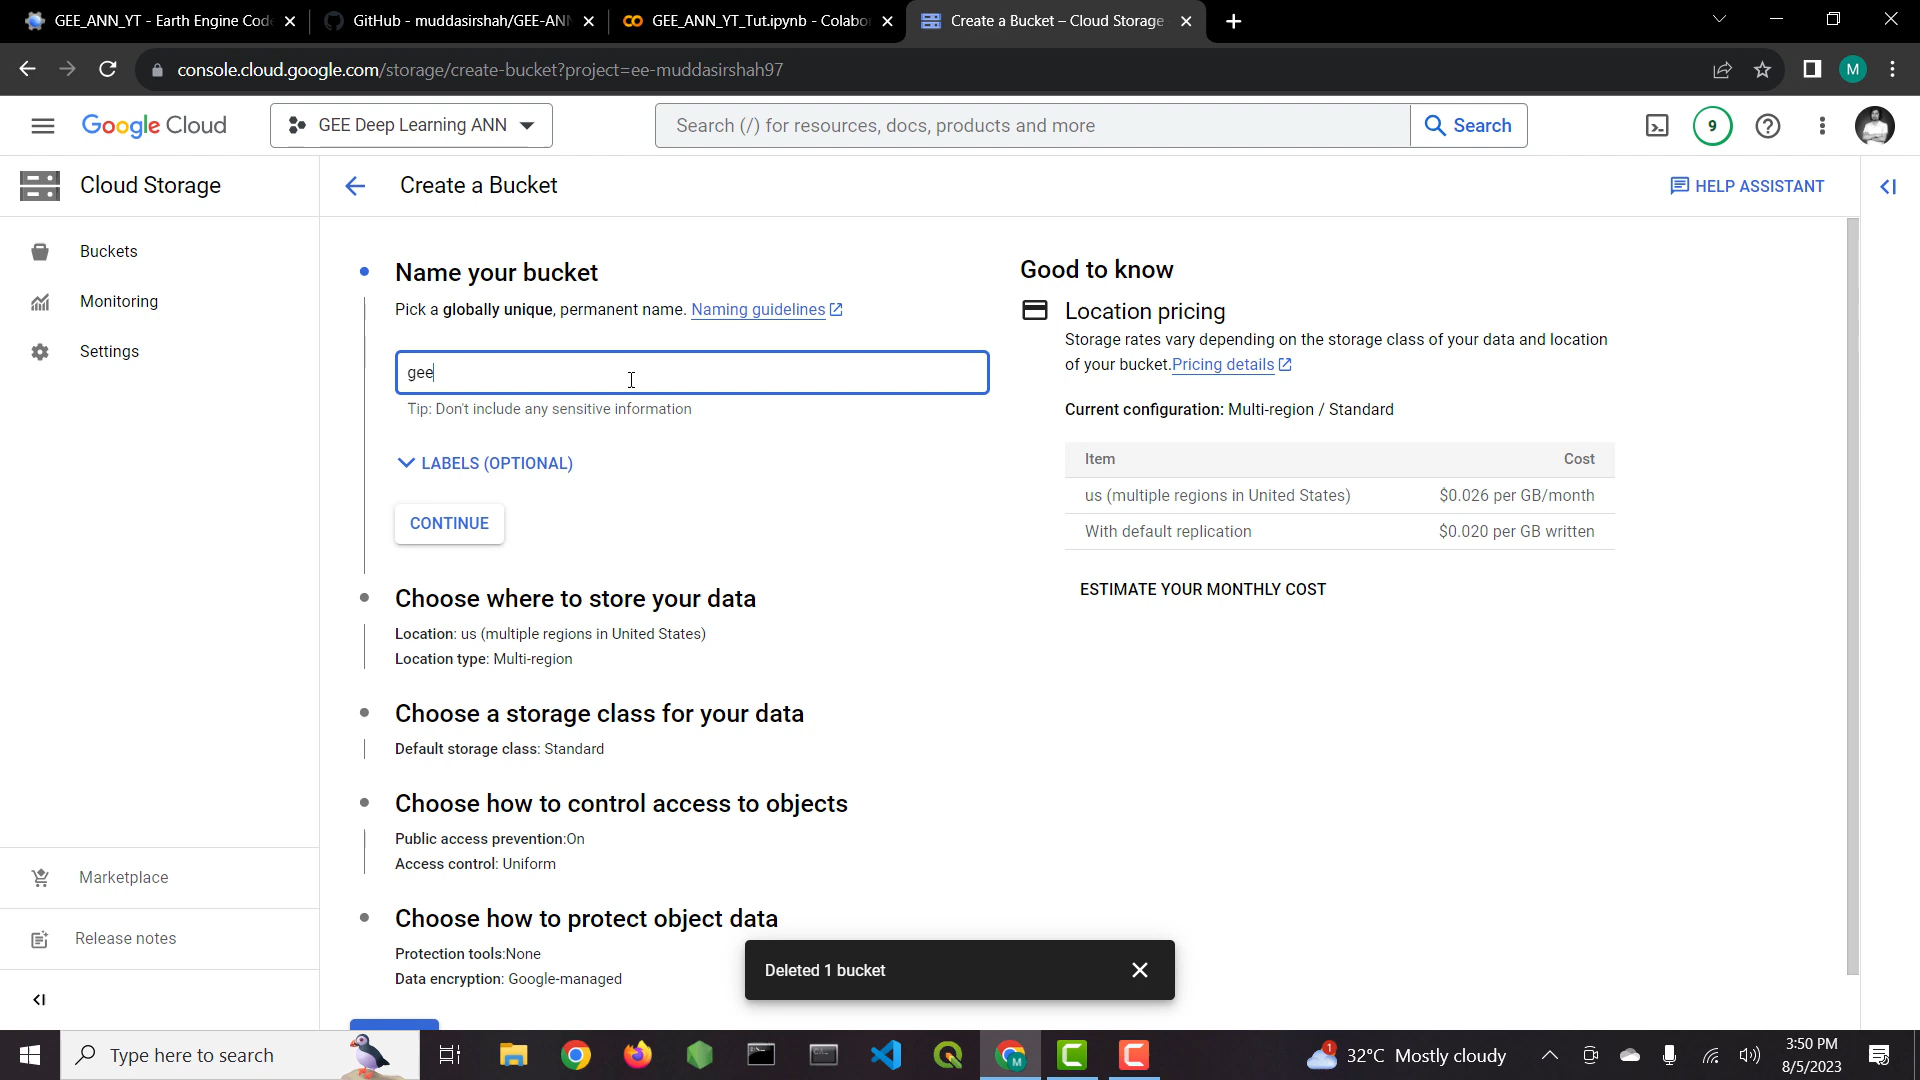 GEE_ANN_YT - Earth Engine Code
GitHub - muddasirshah/GEE-ANN
GEE_ANN_YT_Tut.ipynb - Colabo
Create a Bucket – Cloud Storage
console.cloud.google.com/storage/create-bucket?project=ee-muddasirshah97
M
Google Cloud
GEE Deep Learning ANN
Search (/) for resources, docs, products and more
Search
9
Cloud Storage
Create a Bucket
HELP ASSISTANT
Buckets
Monitoring
Settings
Marketplace
Release notes
Name your bucket
Pick a globally unique, permanent name. Naming guidelines
gee
Tip: Don't include any sensitive information
LABELS (OPTIONAL)
CONTINUE
Choose where to store your data
Location: us (multiple regions in United States)
Location type: Multi-region
Choose a storage class for your data
Default storage class: Standard
Choose how to control access to objects
Public access prevention:On
Access control: Uniform
Choose how to protect object data
Protection tools:None
Data encryption: Google-managed
Good to know
Location pricing
Storage rates vary depending on the storage class of your data and location
of your bucket.Pricing details
Current configuration: Multi-region / Standard
Item Cost
us (multiple regions in United States) $0.026 per GB/month
With default replication $0.020 per GB written
ESTIMATE YOUR MONTHLY COST
Deleted 1 bucket
Type here to search
1
32°C Mostly cloudy
3:50 PM
8/5/2023